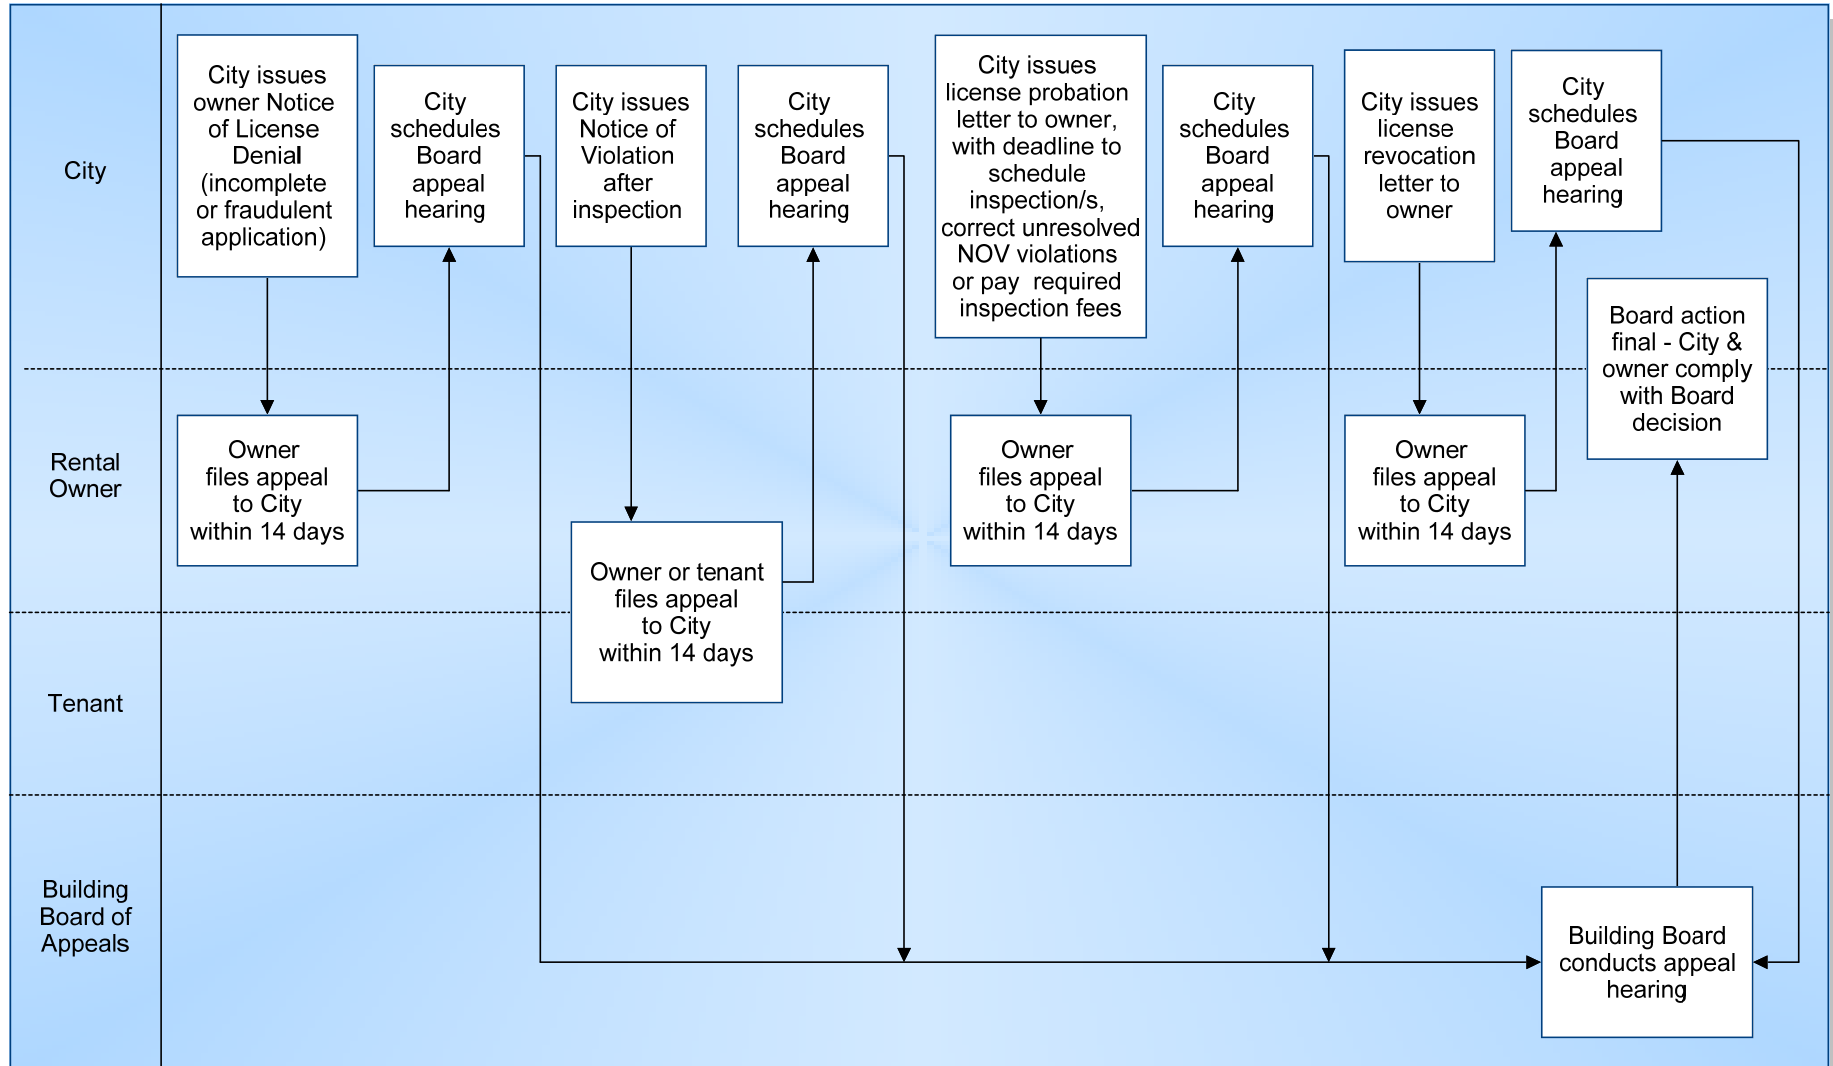 City
City issues
owner Notice
of License
Denial
(incomplete
or fraudulent
application)
City
schedules
Board
appeal
hearing
City issues
Notice of
Violation
after
inspection
City
schedules
Board
appeal
hearing
City issues
license probation
letter to owner,
with deadline to
schedule
inspection/s,
correct unresolved
NOV violations
or pay required
inspection fees
City
schedules
Board
appeal
hearing
City issues
license
revocation
letter to
owner
City
schedules
Board
appeal
hearing
Board action
final - City &
owner comply
with Board
decision
Rental
Owner
Owner
files appeal
to City
within 14 days
Owner or tenant
files appeal
to City
within 14 days
Owner
files appeal
to City
within 14 days
Owner
files appeal
to City
within 14 days
Tenant
Building
Board of
Appeals
Building Board
conducts appeal
hearing